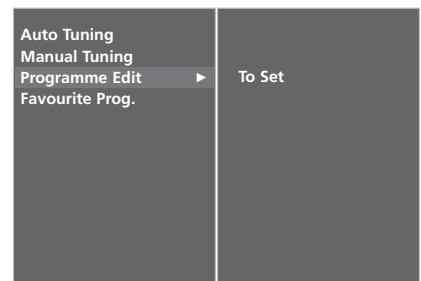 Auto Tuning
Manual Tuning
Programme Edit ► To Set
Favourite Prog.